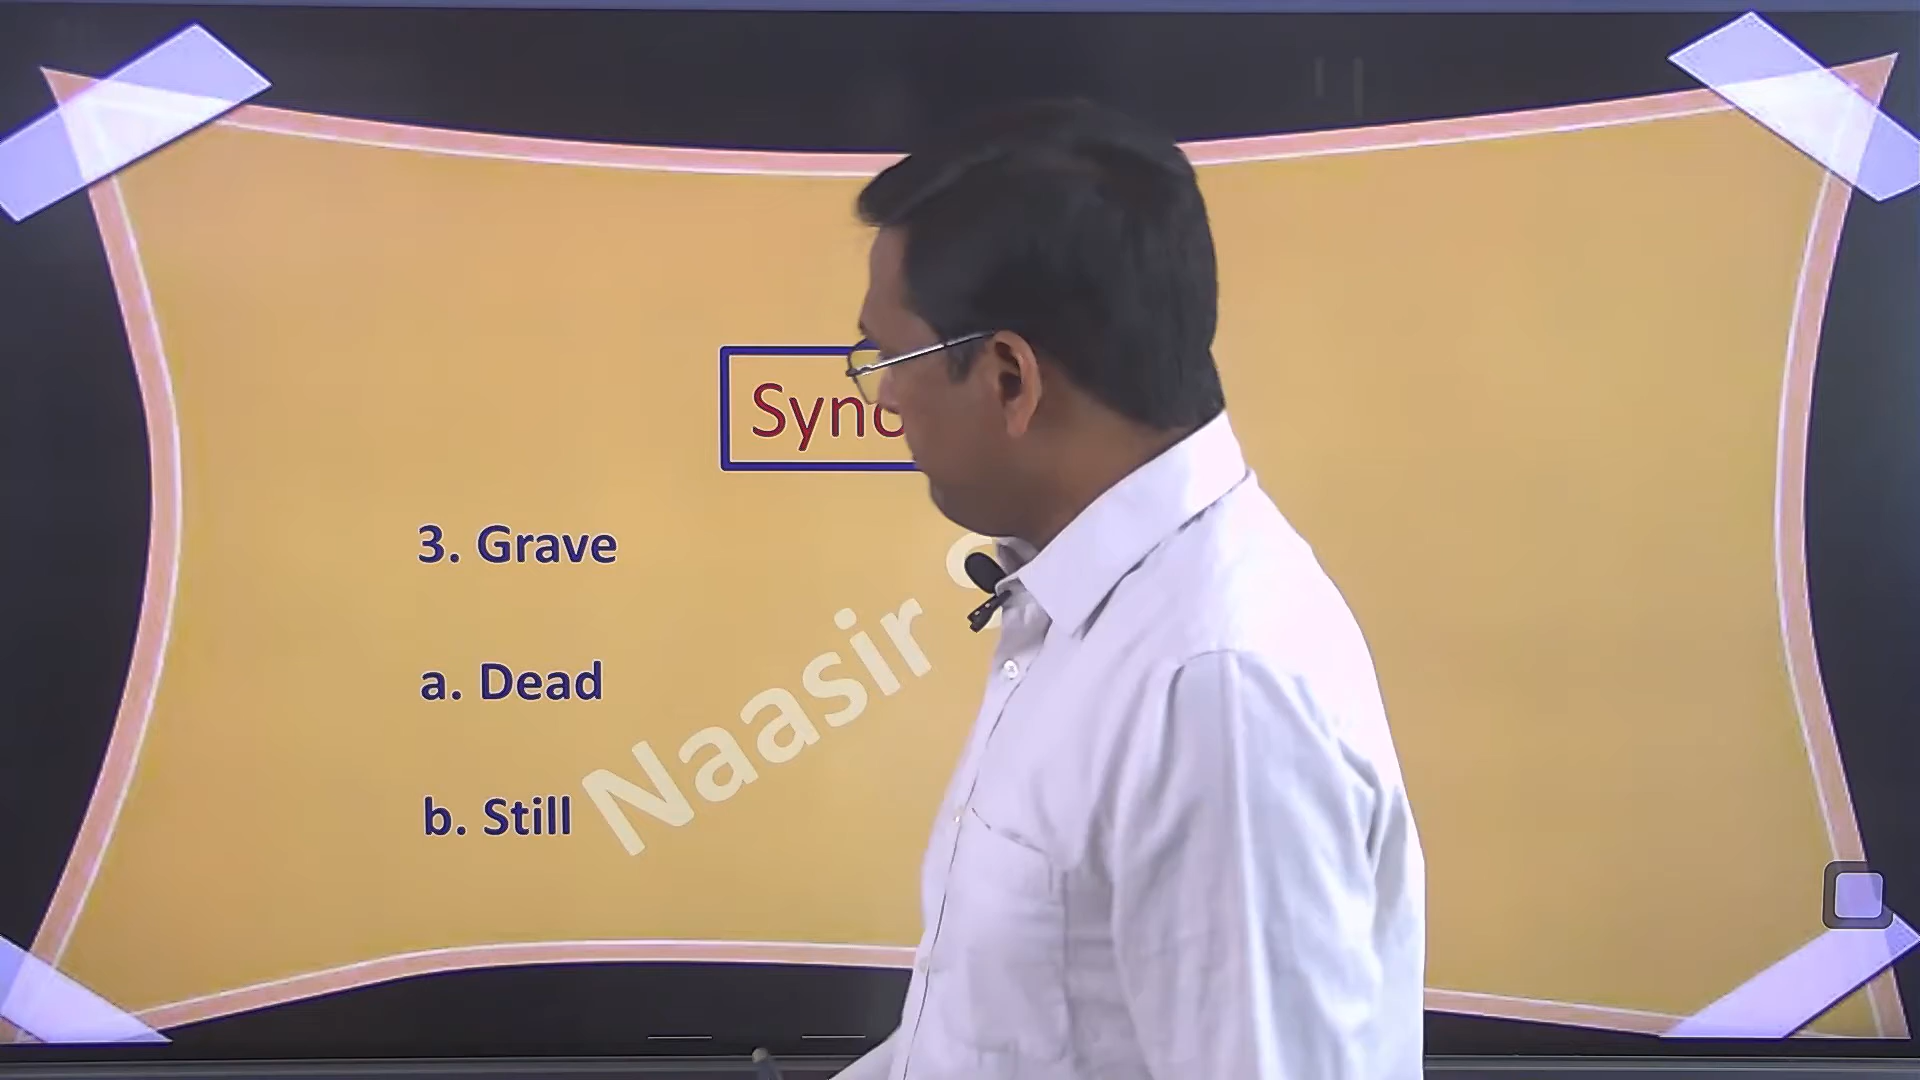 Syno
3. Grave
a. Dead
b. Still
Naasir